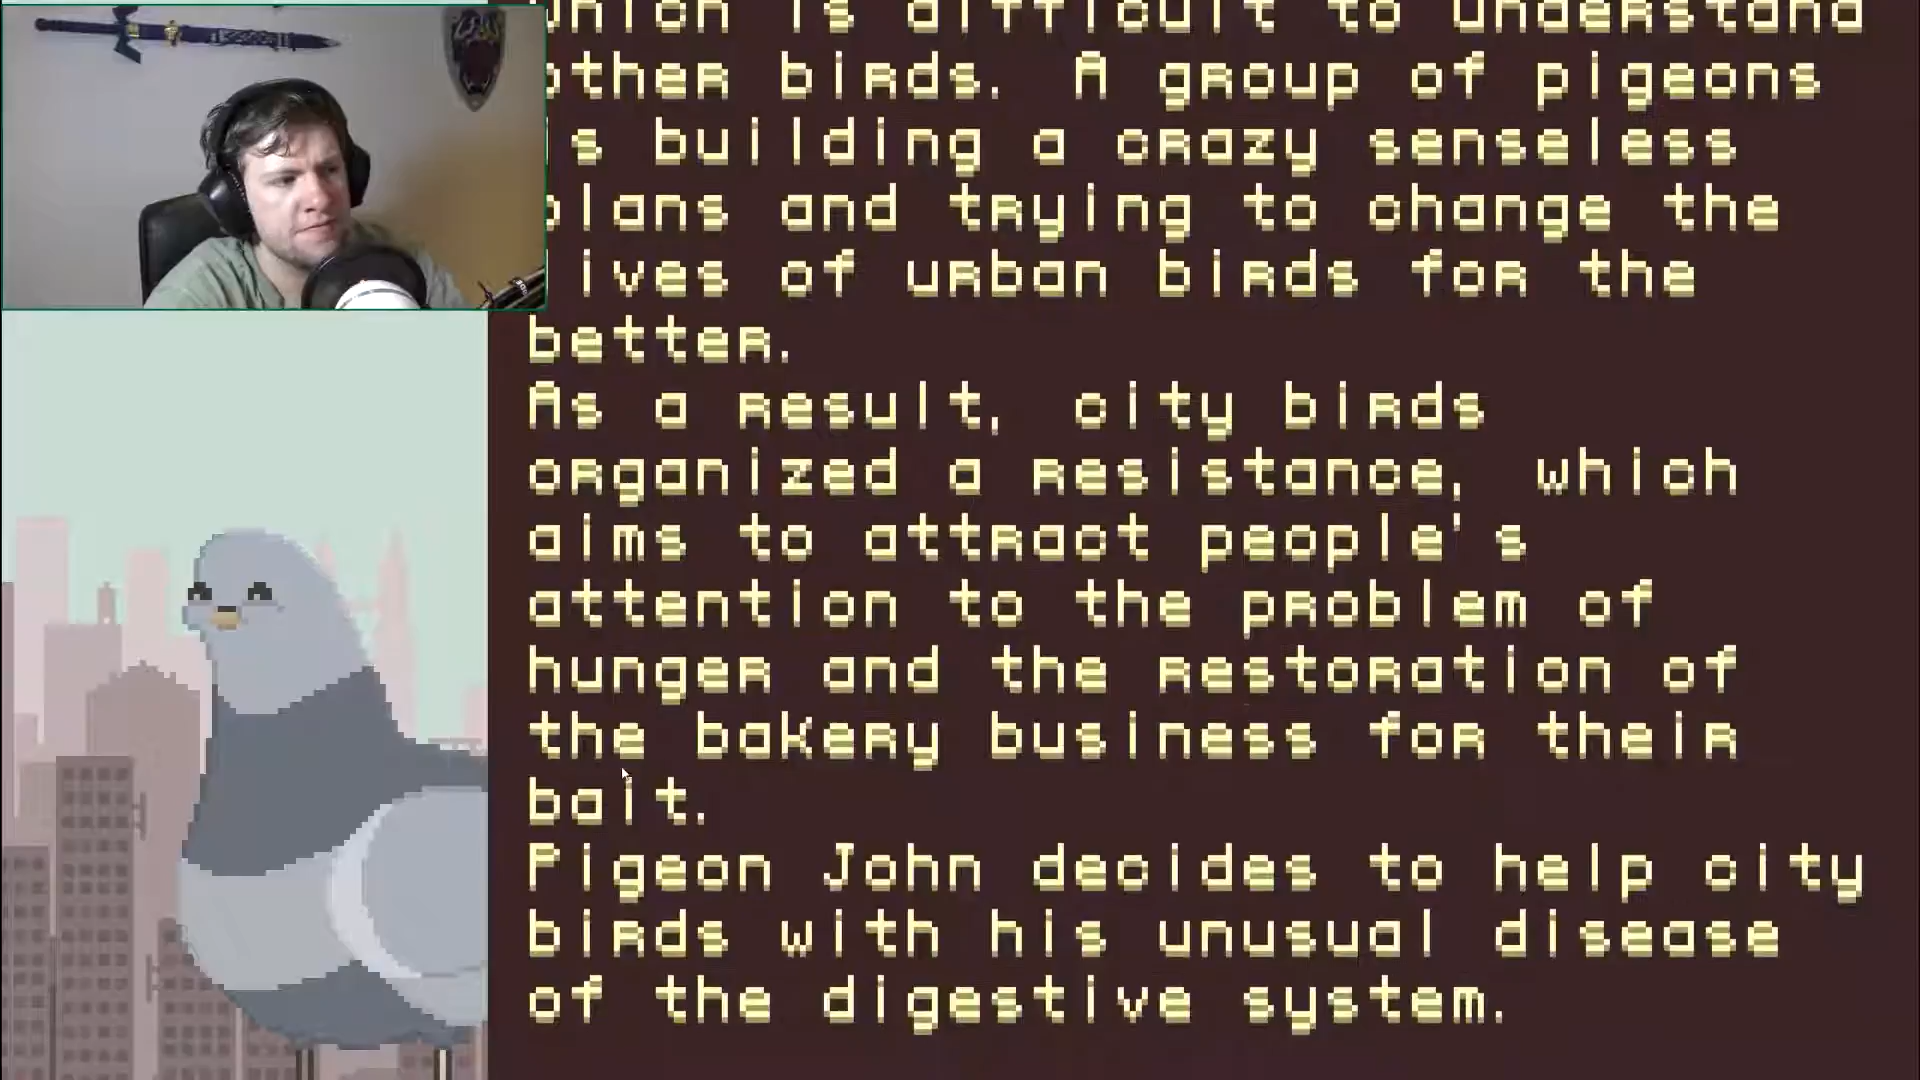 which is difficult to understand
other birds. A group of pigeons
is building a crazy senseless
plans and trying to change the
lives of urban birds for the
better.
As a result, city birds
organized a resistance, which
aims to attract people's
attention to the problem of
hunger and the restoration of
the bakery business for their
bait.
Pigeon John decides to help city
birds with his unusual disease
of the digestive system.